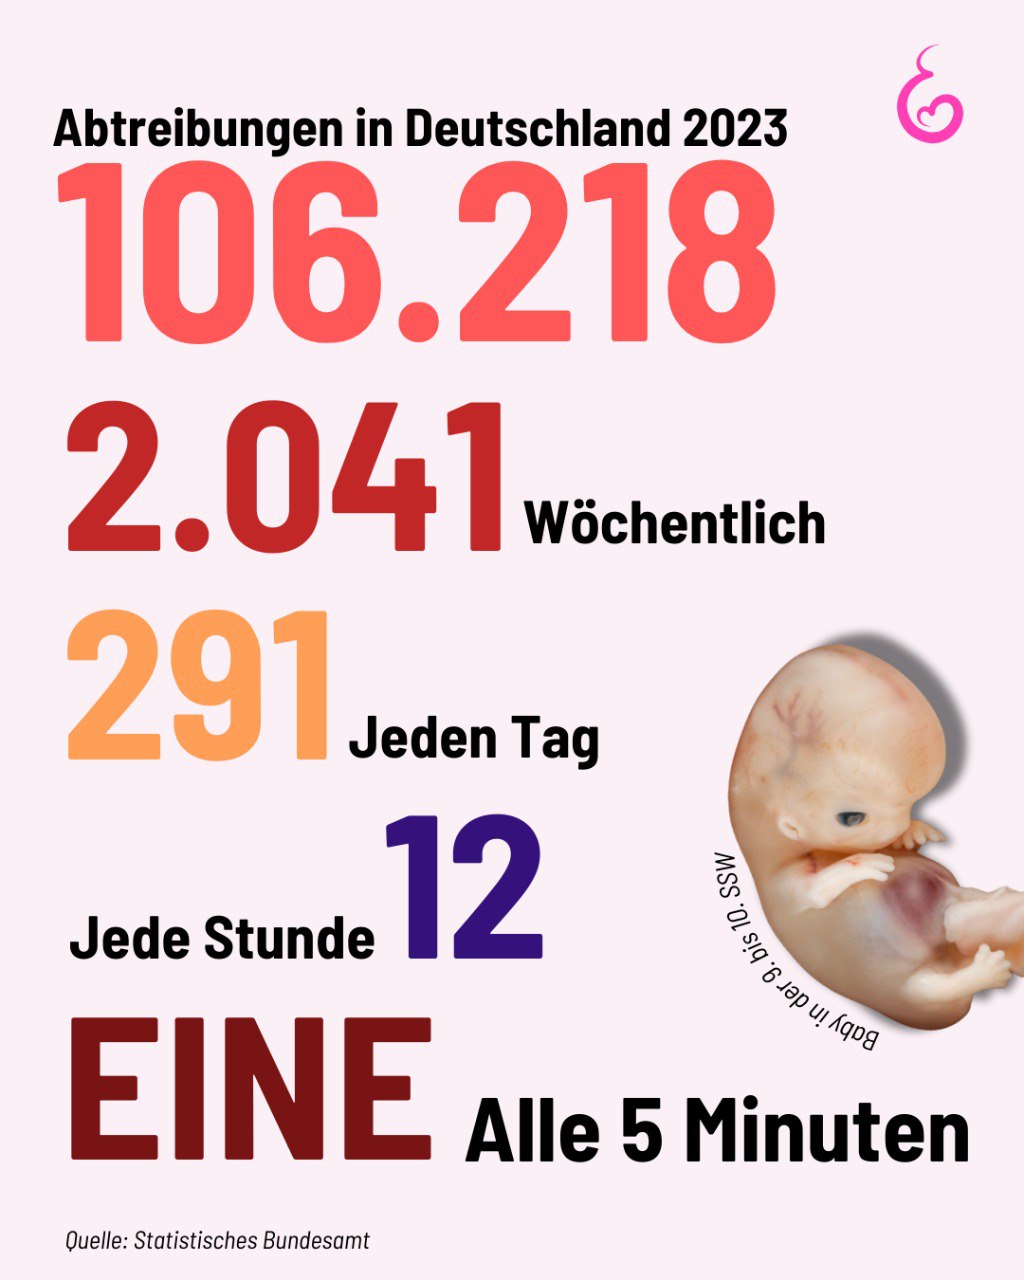 Abtreibungen in Deutschland 2023
106.218
2.041 Wöchentlich
291 Jeden Tag
Jede Stunde 12
Baby in der 9. bis 10. SSW
EINE Alle 5 Minuten
Quelle: Statistisches Bundesamt